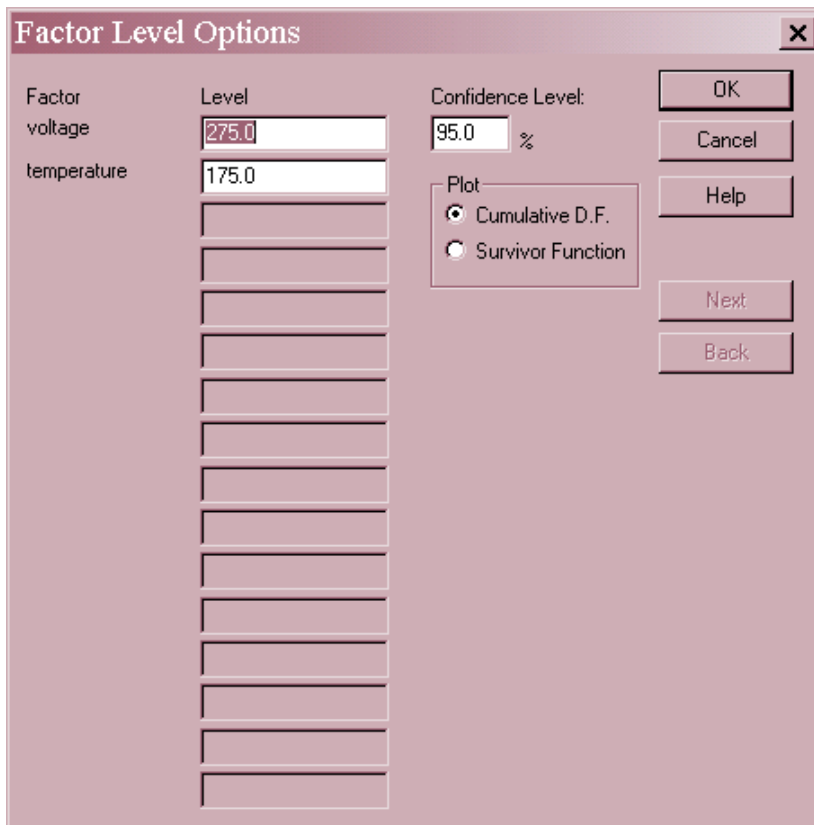 Factor Level Options
Factor Level Confidence Level: OK
voltage 275.0 95.0 % Cancel
temperature 175.0 Plot Help
Cumulative D.F.
Survivor Function
Next
Back